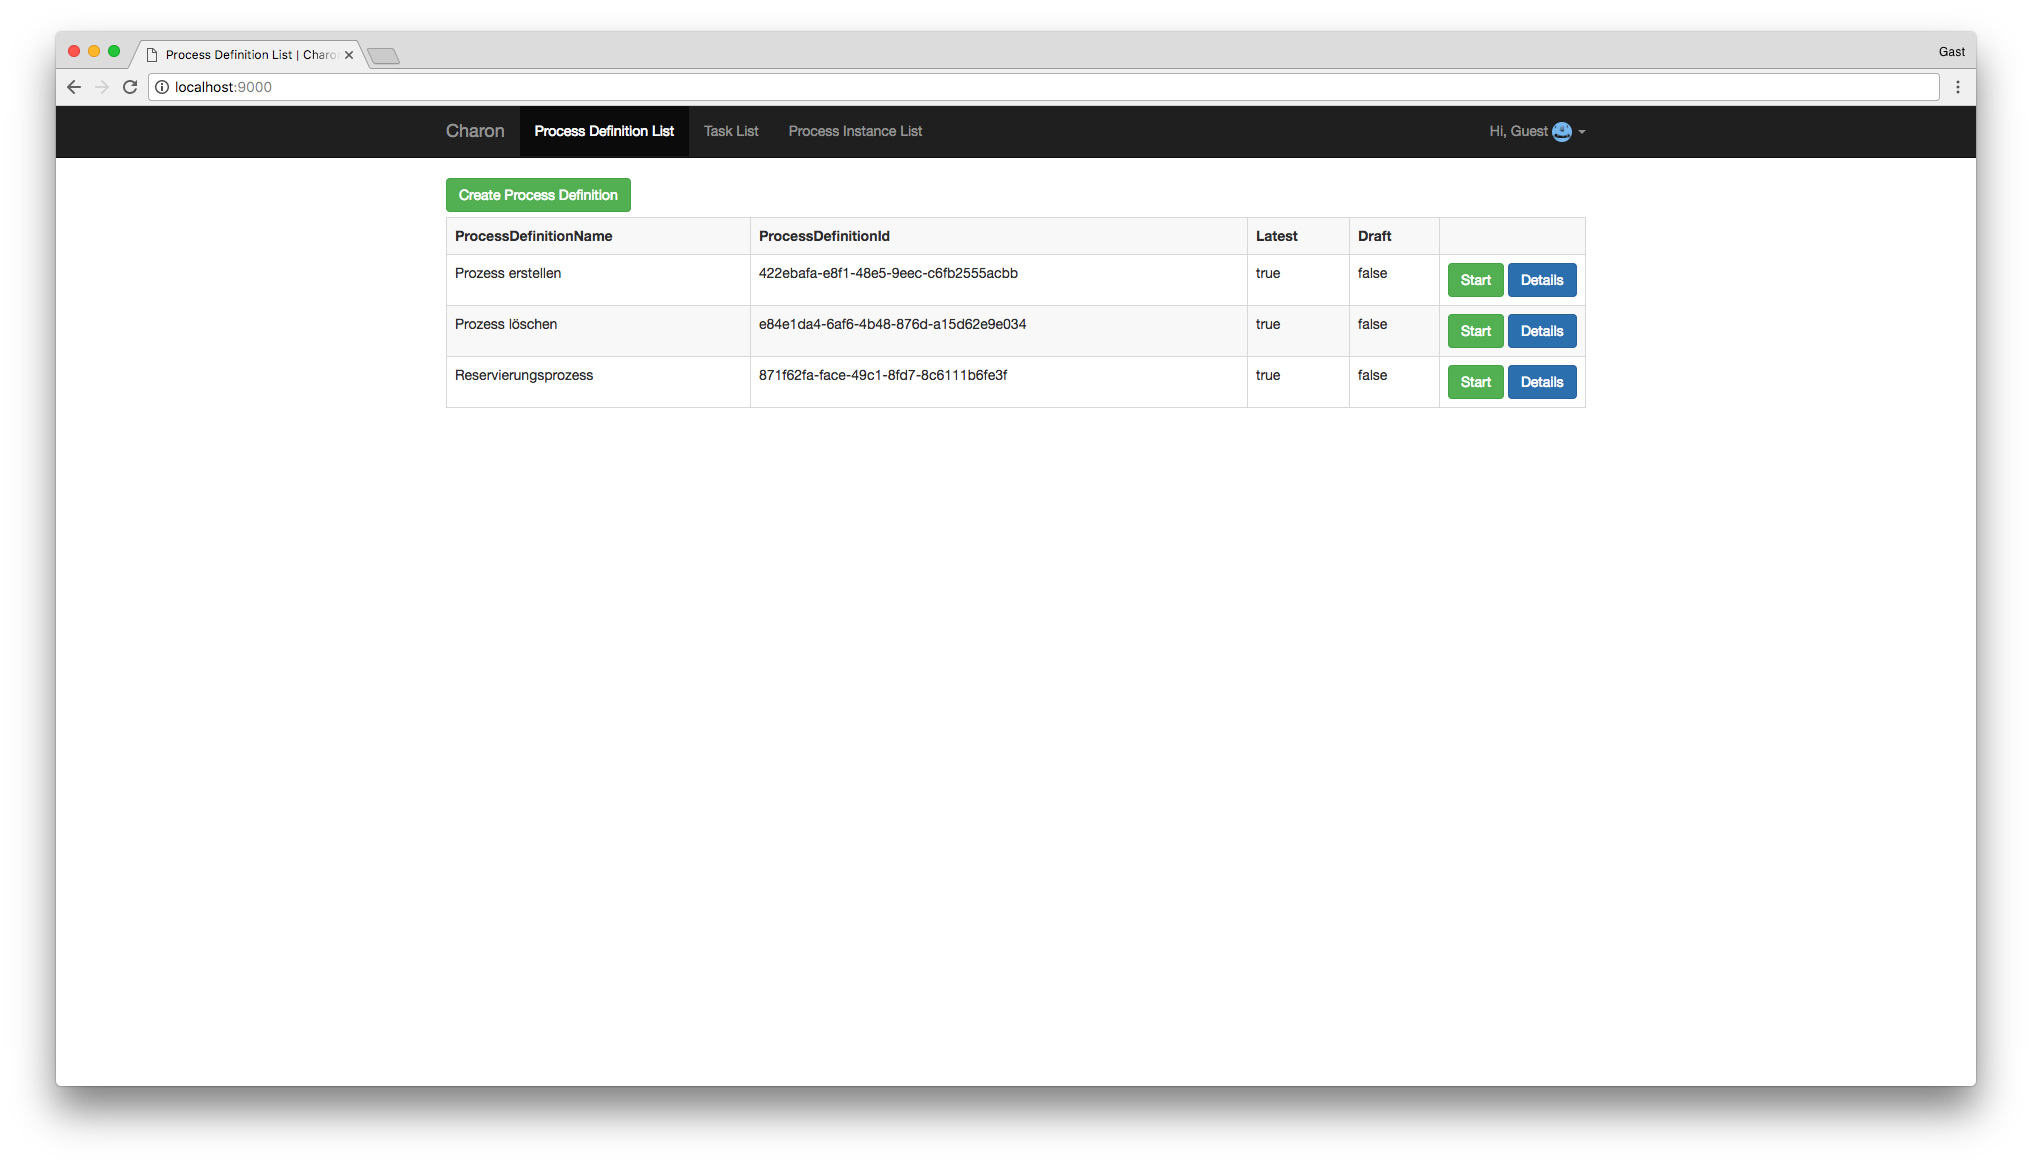 Process Definition List | Charo
Gast
localhost:9000
Charon Process Definition List Task List Process Instance List Hi, Guest
Create Process Definition
ProcessDefinitionName ProcessDefinitionId Latest Draft
Prozess erstellen 422ebafa-e8f1-48e5-9eec-c6fb2555acbb true false Start Details
Prozess löschen e84e1da4-6af6-4b48-876d-a15d62e9e034 true false Start Details
Reservierungsprozess 871f62fa-face-49c1-8fd7-8c6111b6fe3f true false Start Details